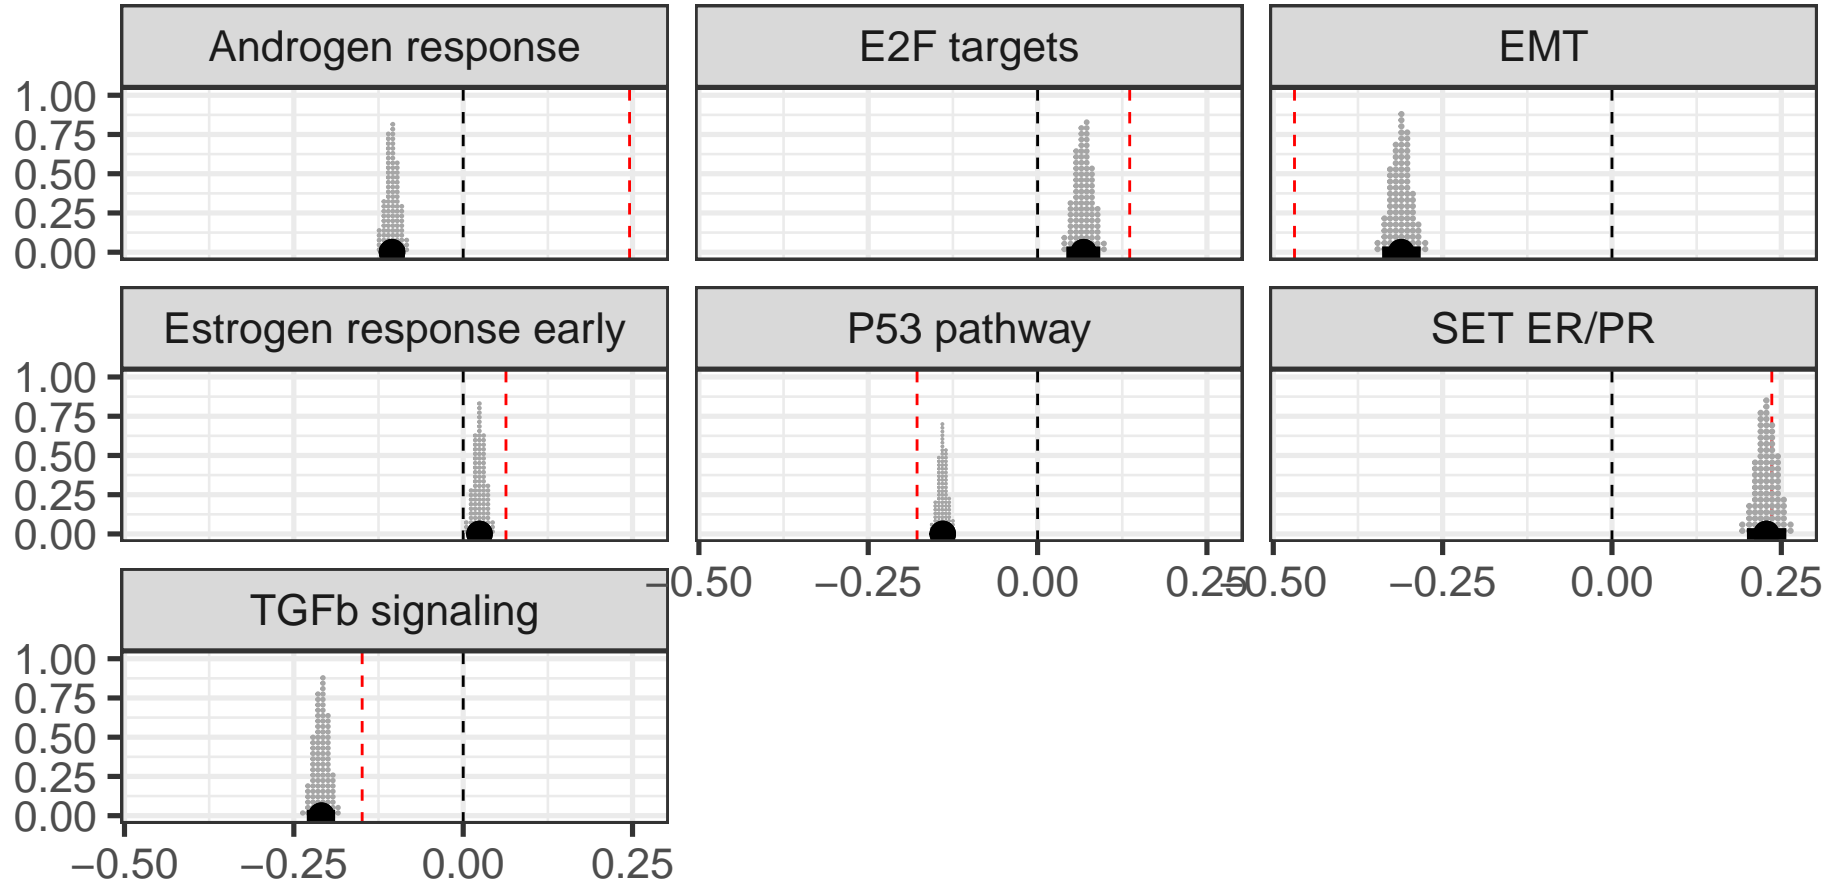 Androgen response
E2F targets
EMT
1.00
0.75
0.50
0.25
0.00
Estrogen response early
P53 pathway
SET ER/PR
1.00
0.75
0.50
0.25
0.00
−0.50 −0.25 0.00 0.25
−0.50 −0.25 0.00 0.25
TGFb signaling
1.00
0.75
0.50
0.25
0.00
−0.50 −0.25 0.00 0.25